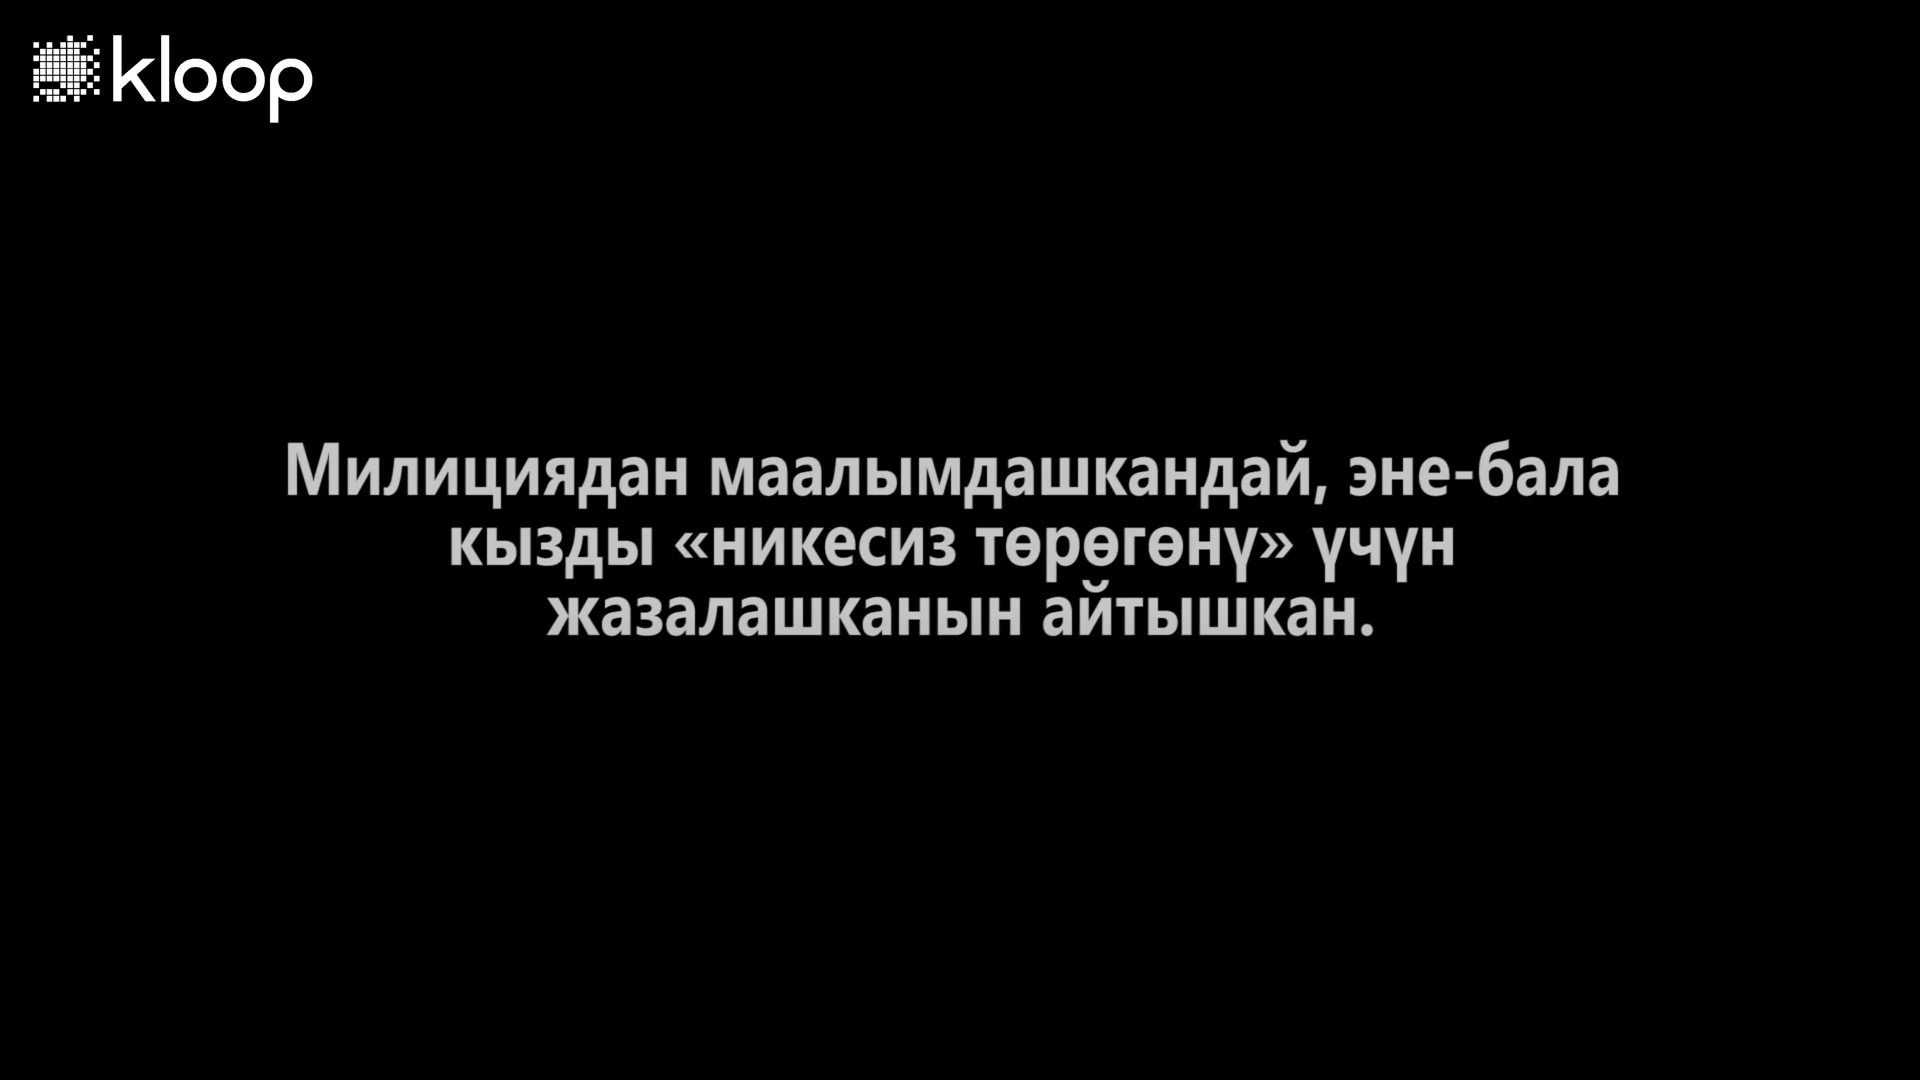 kloop
Милициядан маалымдашкандай, эне-бала
кызды «никесиз төрөгөнү» үчүн
жазалашканын айтышкан.